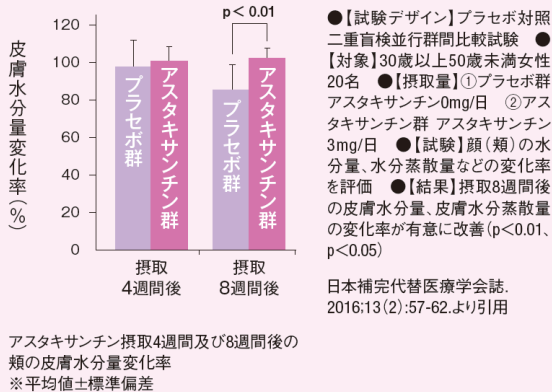 皮膚水分量変化率(%)
120
100
80
60
40
20
0
p<0.01
プラセボ群
アスタキサンチン群
プラセボ群
アスタキサンチン群
摂取
4週間後
摂取
8週間後
アスタキサンチン摂取4週間及び8週間後の
頬の皮膚水分量変化率
※平均値±標準偏差
●【試験デザイン】プラセボ対照
二重盲検並行群間比較試験 ●
【対象】30歳以上50歳未満女性
20名 ●【摂取量】①プラセボ群
アスタキサンチン0mg/日 ②アス
タキサンチン群 アスタキサンチン
3mg/日 ●【試験】顔(頬)の水
分量、水分蒸散量などの変化率
を評価 ●【結果】摂取8週間後
の皮膚水分量、皮膚水分蒸散量
の変化率が有意に改善(p<0.01、
p<0.05)
日本補完代替医療学会誌.
2016;13(2):57-62.より引用